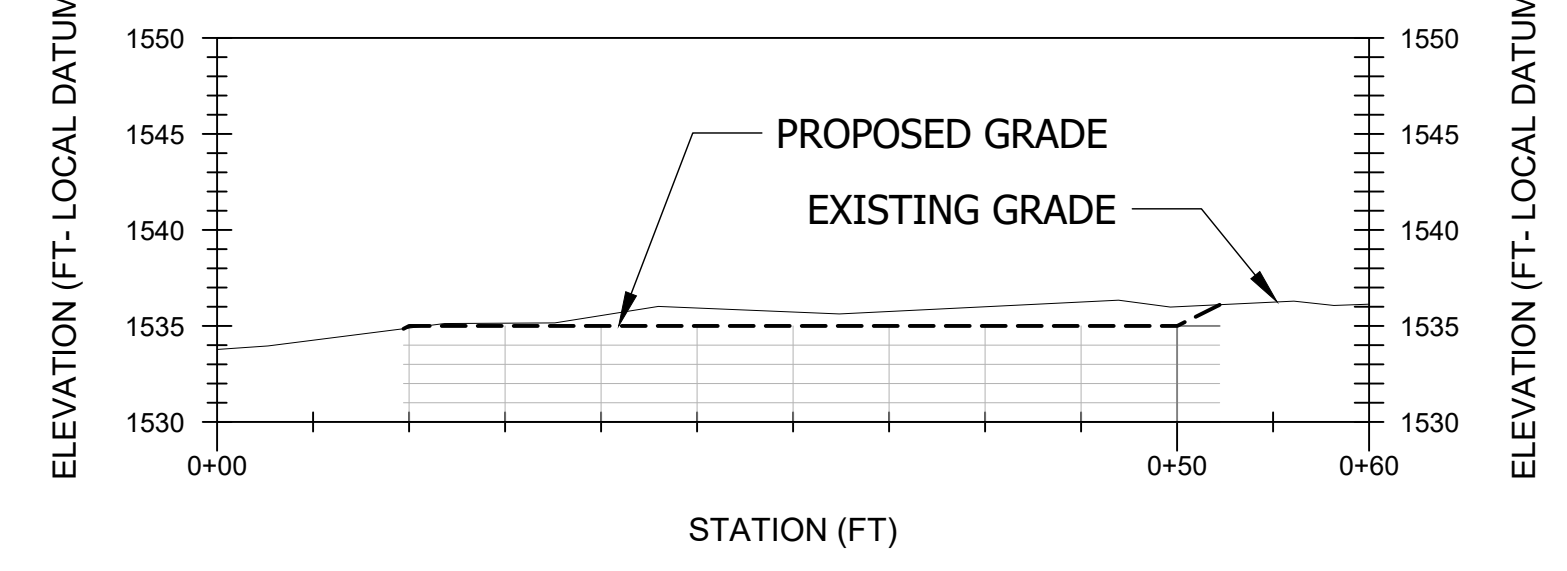 1550
1550
1545
PROPOSED GRADE
1545
EXISTING GRADE
1540
1540
1535
1535
1530
1530
ELEVATION (FT- LOCAL DATUM
ELEVATION (FT- LOCAL DATUM
0+00
0+50
0+60
STATION (FT)